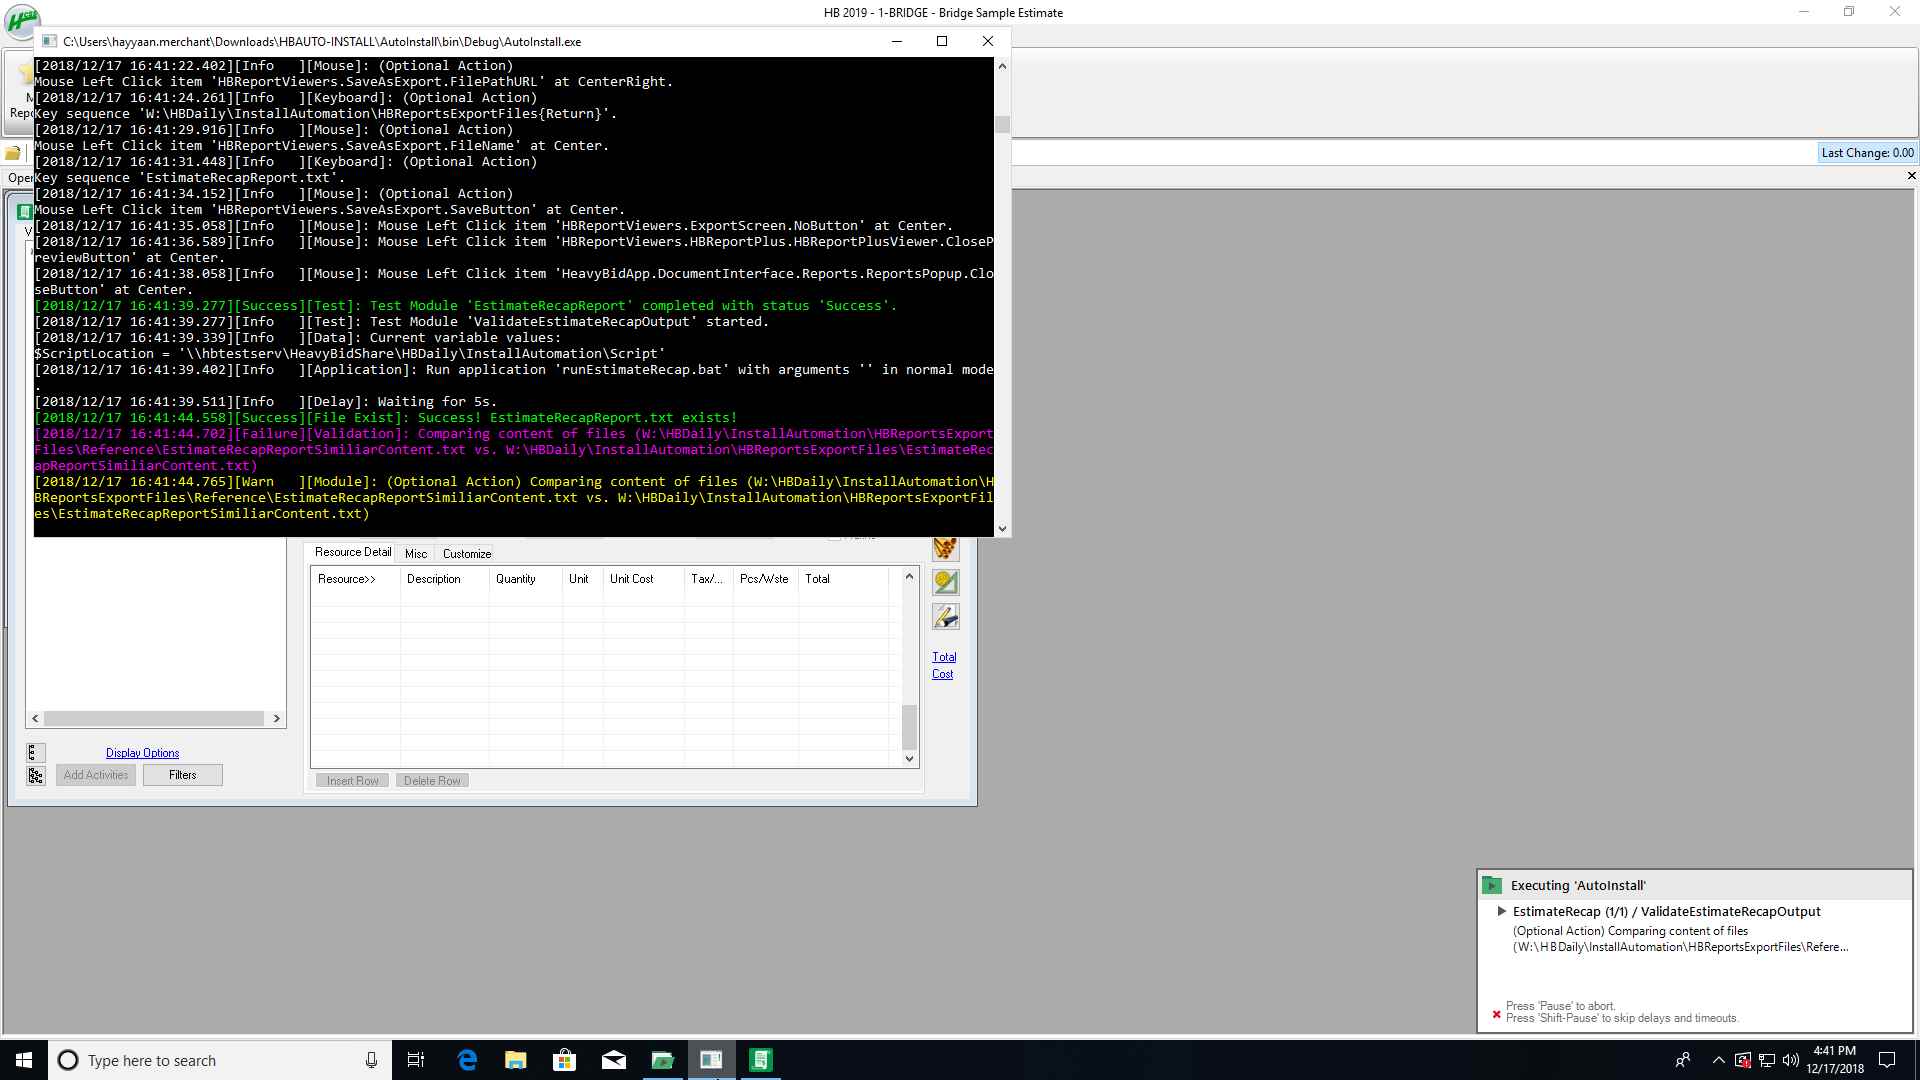 HB 2019 - 1-BRIDGE - Bridge Sample Estimate
C:\Users\hayyaan.merchant\Downloads\HBAUTO-INSTALL\AutoInstall\bin\Debug\AutoInstall.exe
[2018/12/17 16:41:22.402][Info   ][Mouse]: (Optional Action)
Mouse Left Click item 'HBReportViewers.SaveAsExport.FilePathURL' at CenterRight.
[2018/12/17 16:41:24.261][Info   ][Keyboard]: (Optional Action)
Key sequence 'W:\HBDaily\InstallAutomation\HBReportsExportFiles{Return}'.
[2018/12/17 16:41:29.916][Info   ][Mouse]: (Optional Action)
Mouse Left Click item 'HBReportViewers.SaveAsExport.FileName' at Center.
[2018/12/17 16:41:31.448][Info   ][Keyboard]: (Optional Action)
Key sequence 'EstimateRecapReport.txt'.
[2018/12/17 16:41:34.152][Info   ][Mouse]: (Optional Action)
Mouse Left Click item 'HBReportViewers.SaveAsExport.SaveButton' at Center.
[2018/12/17 16:41:35.058][Info   ][Mouse]: Mouse Left Click item 'HBReportViewers.ExportScreen.NoButton' at Center.
[2018/12/17 16:41:36.589][Info   ][Mouse]: Mouse Left Click item 'HBReportViewers.HBReportPlus.HBReportPlusViewer.CloseP
reviewButton' at Center.
[2018/12/17 16:41:38.058][Info   ][Mouse]: Mouse Left Click item 'HeavyBidApp.DocumentInterface.Reports.ReportsPopup.Clo
seButton' at Center.
[2018/12/17 16:41:39.277][Success][Test]: Test Module 'EstimateRecapReport' completed with status 'Success'.
[2018/12/17 16:41:39.277][Info   ][Test]: Test Module 'ValidateEstimateRecapOutput' started.
[2018/12/17 16:41:39.339][Info   ][Data]: Current variable values:
$ScriptLocation = '\\hbtestserv\HeavyBidShare\HBDaily\InstallAutomation\Script'
[2018/12/17 16:41:39.402][Info   ][Application]: Run application 'runEstimateRecap.bat' with arguments '' in normal mode
.
[2018/12/17 16:41:39.511][Info   ][Delay]: Waiting for 5s.
[2018/12/17 16:41:44.558][Success][File Exist]: Success! EstimateRecapReport.txt exists!
[2018/12/17 16:41:44.702][Failure][Validation]: Comparing content of files (W:\HBDaily\InstallAutomation\HBReportsExport
Files\Reference\EstimateRecapReportSimiliarContent.txt vs. W:\HBDaily\InstallAutomation\HBReportsExportFiles\EstimateRec
apReportSimiliarContent.txt)
[2018/12/17 16:41:44.765][Warn   ][Module]: (Optional Action) Comparing content of files (W:\HBDaily\InstallAutomation\H
BReportsExportFiles\Reference\EstimateRecapReportSimiliarContent.txt vs. W:\HBDaily\InstallAutomation\HBReportsExportFil
es\EstimateRecapReportSimiliarContent.txt)
Last Change: 0.00
Resource Detail Misc Customize
Resource>> Description Quantity Unit Unit Cost Tax/... Pcs/Wste Total
Total
Cost
Display Options
Add Activities Filters
Insert Row Delete Row
Executing 'AutoInstall'
EstimateRecap (1/1) / ValidateEstimateRecapOutput
(Optional Action) Comparing content of files
(W:\HBDaily\InstallAutomation\HBReportsExportFiles\Refere...
Press 'Pause' to abort.
Press 'Shift-Pause' to skip delays and timeouts.
Type here to search
4:41 PM
12/17/2018